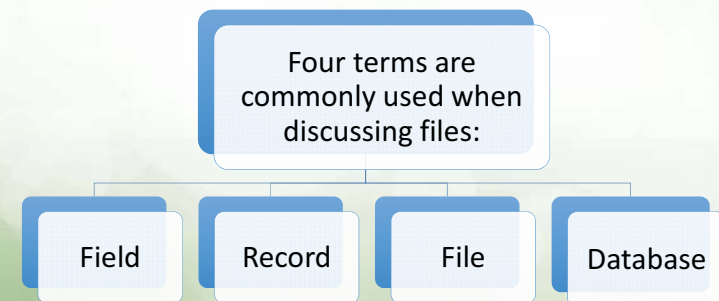 Four terms are
commonly used when
discussing files:
Field
Record
File
Database